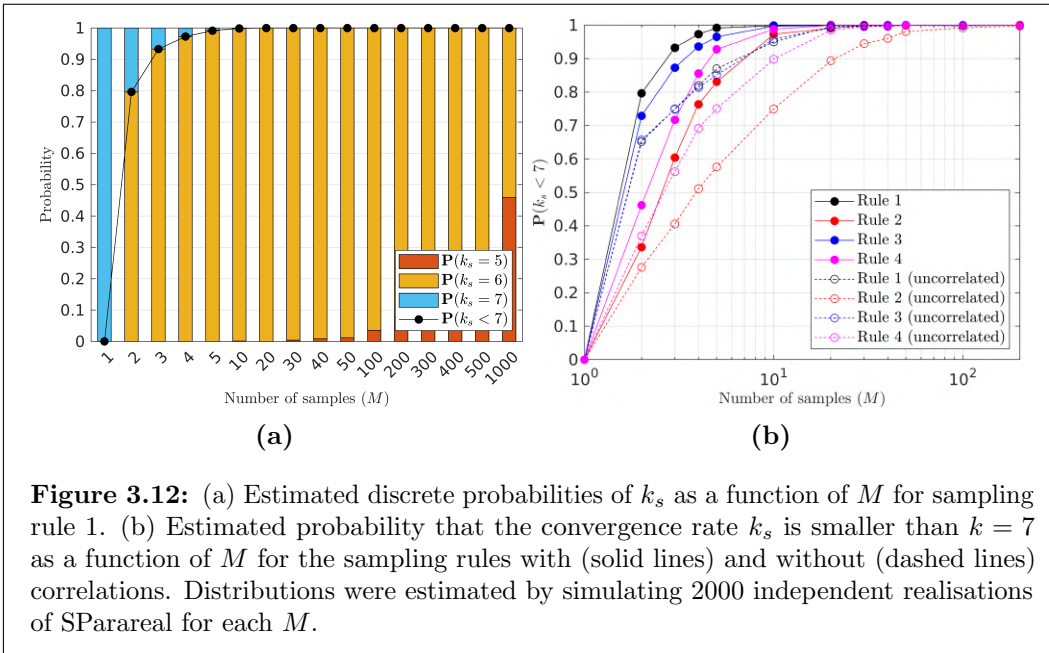 1
0.9
0.8
0.7
0.6
0.5
0.4
0.3
0.2
0.1
0
Probability
1
2
3
4
5
10
20
30
40
50
100
200
300
400
500
1000
Number of samples (M)
P(k_s = 5)
P(k_s = 6)
P(k_s = 7)
P(k_s < 7)
(a)
1
0.9
0.8
0.7
0.6
0.5
0.4
0.3
0.2
0.1
0
P(k_s < 7)
10^0
10^1
10^2
Number of samples (M)
Rule 1
Rule 2
Rule 3
Rule 4
Rule 1 (uncorrelated)
Rule 2 (uncorrelated)
Rule 3 (uncorrelated)
Rule 4 (uncorrelated)
(b)
Figure 3.12: (a) Estimated discrete probabilities of k_s as a function of M for sampling
rule 1. (b) Estimated probability that the convergence rate k_s is smaller than k = 7
as a function of M for the sampling rules with (solid lines) and without (dashed lines)
correlations. Distributions were estimated by simulating 2000 independent realisations
of SParareal for each M.